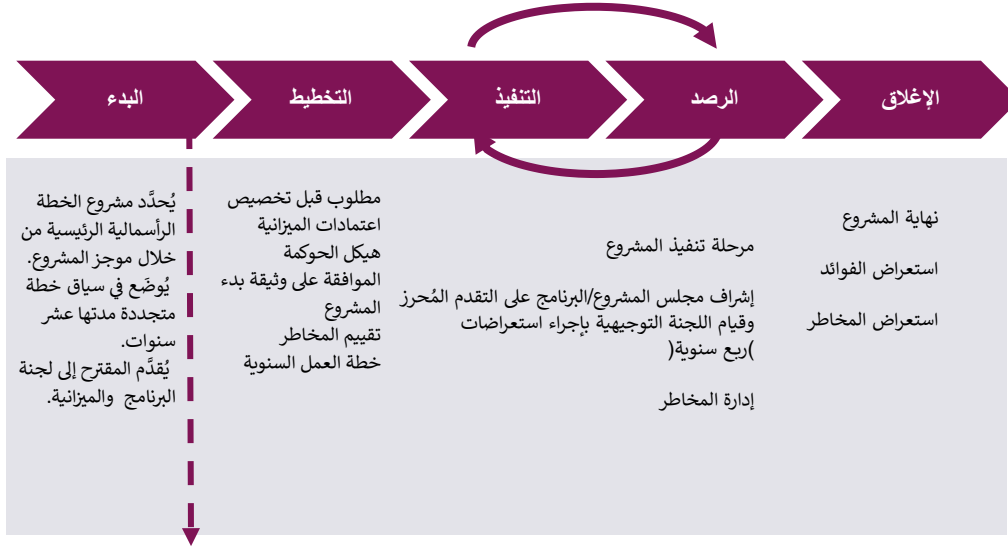 البدء
التخطيط
التنفيذ
الرصد
الإغلاق
يُحدَّد مشروع الخطة
الرأسمالية الرئيسية من
خلال موجز المشروع.
يُوضَع في سياق خطة
متجددة مدتها عشر
سنوات.
يُقدَّم المقترح إلى لجنة
البرنامج والميزانية.
مطلوب قبل تخصيص
اعتمادات الميزانية
هيكل الحوكمة
الموافقة على وثيقة بدء
المشروع
تقييم المخاطر
خطة العمل السنوية
مرحلة تنفيذ المشروع
إشراف مجلس المشروع/البرنامج على التقدم المُحرز
وقيام اللجنة التوجيهية بإجراء استعراضات
)ربع سنوية(
إدارة المخاطر
نهاية المشروع
استعراض الفوائد
استعراض المخاطر